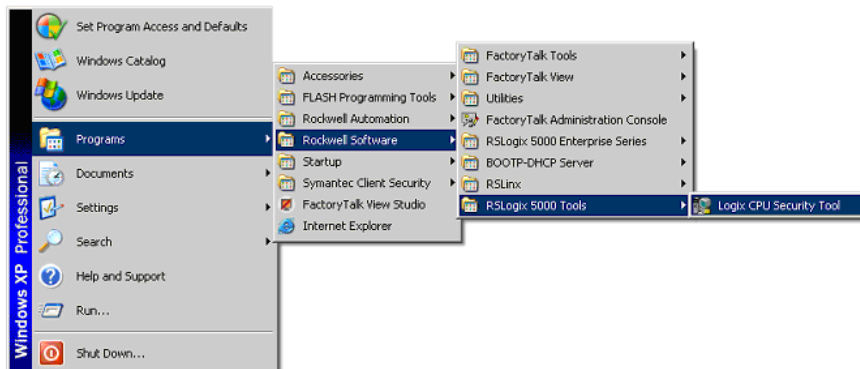 Windows XP Professional
Set Program Access and Defaults
Windows Catalog
Windows Update
Programs
Documents
Settings
Search
Help and Support
Run...
Shut Down...
Accessories
FLASH Programming Tools
Rockwell Automation
Rockwell Software
Startup
Symantec Client Security
FactoryTalk View Studio
Internet Explorer
FactoryTalk Tools
FactoryTalk View
Utilities
FactoryTalk Administration Console
RSLogix 5000 Enterprise Series
BOOTP-DHCP Server
RSLinx
RSLogix 5000 Tools
Logix CPU Security Tool